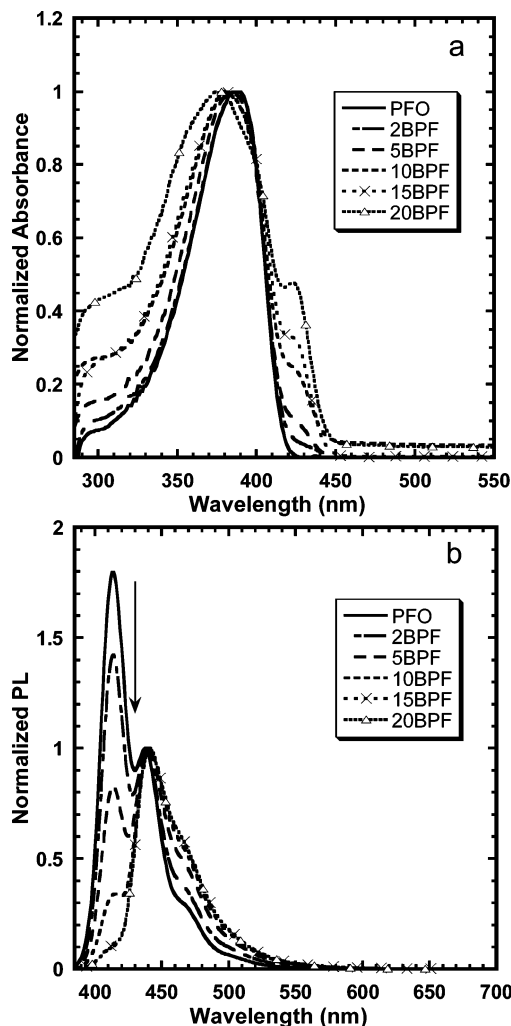 1.2
a
1
PFO
2BPF
5BPF
0.8
10BPF
15BPF
20BPF
0.6
Normalized Absorbance
0.4
0.2
0
300 350 400 450 500 550
Wavelength (nm)
2
b
PFO
2BPF
1.5
5BPF
10BPF
15BPF
20BPF
1
Normalized PL
0.5
0
400 450 500 550 600 650 700
Wavelength (nm)